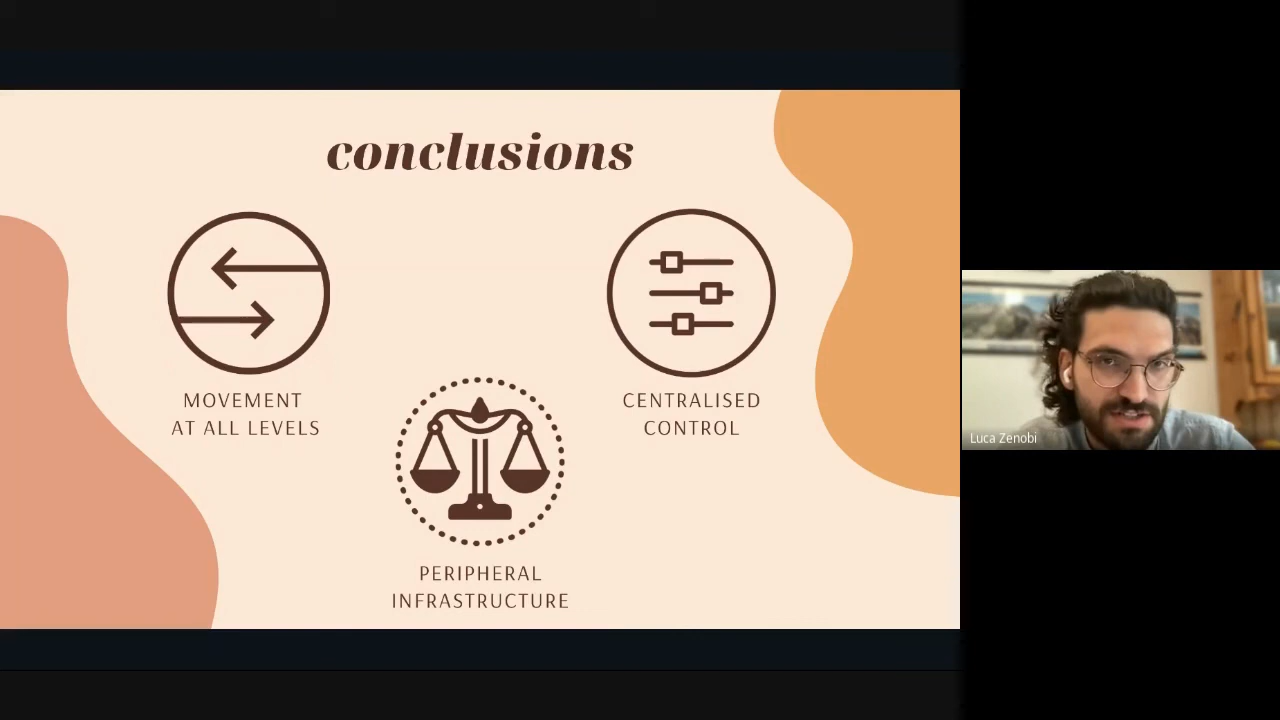 conclusions
MOVEMENT
AT ALL LEVELS
CENTRALISED
CONTROL
PERIPHERAL
INFRASTRUCTURE
Luca Zenobi